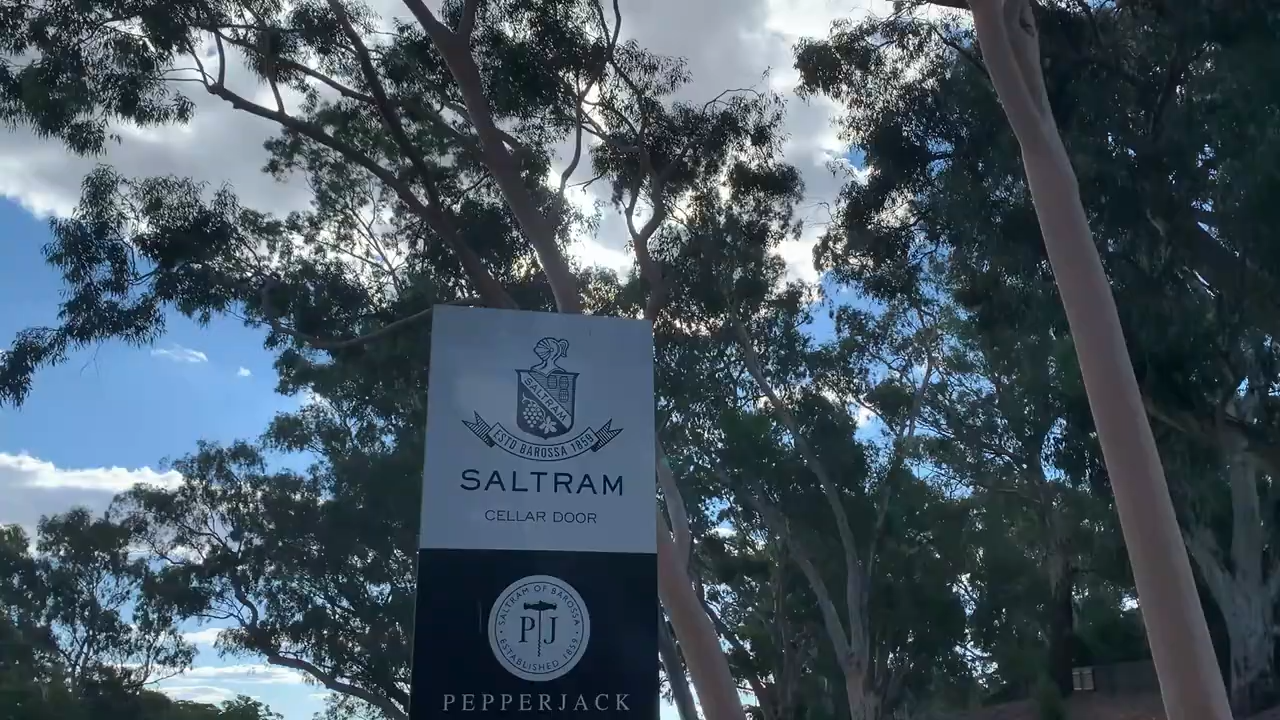 SALTRAM
ESTD BAROSSA 1859
SALTRAM
CELLAR DOOR
SALTRAM OF BAROSSA
PJ
ESTABLISHED 1859
PEPPERJACK